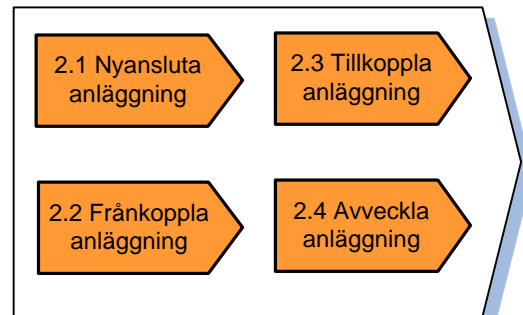 2.1 Nyansluta
anläggning
2.3 Tillkoppla
anläggning
2.2 Frånkoppla
anläggning
2.4 Avveckla
anläggning